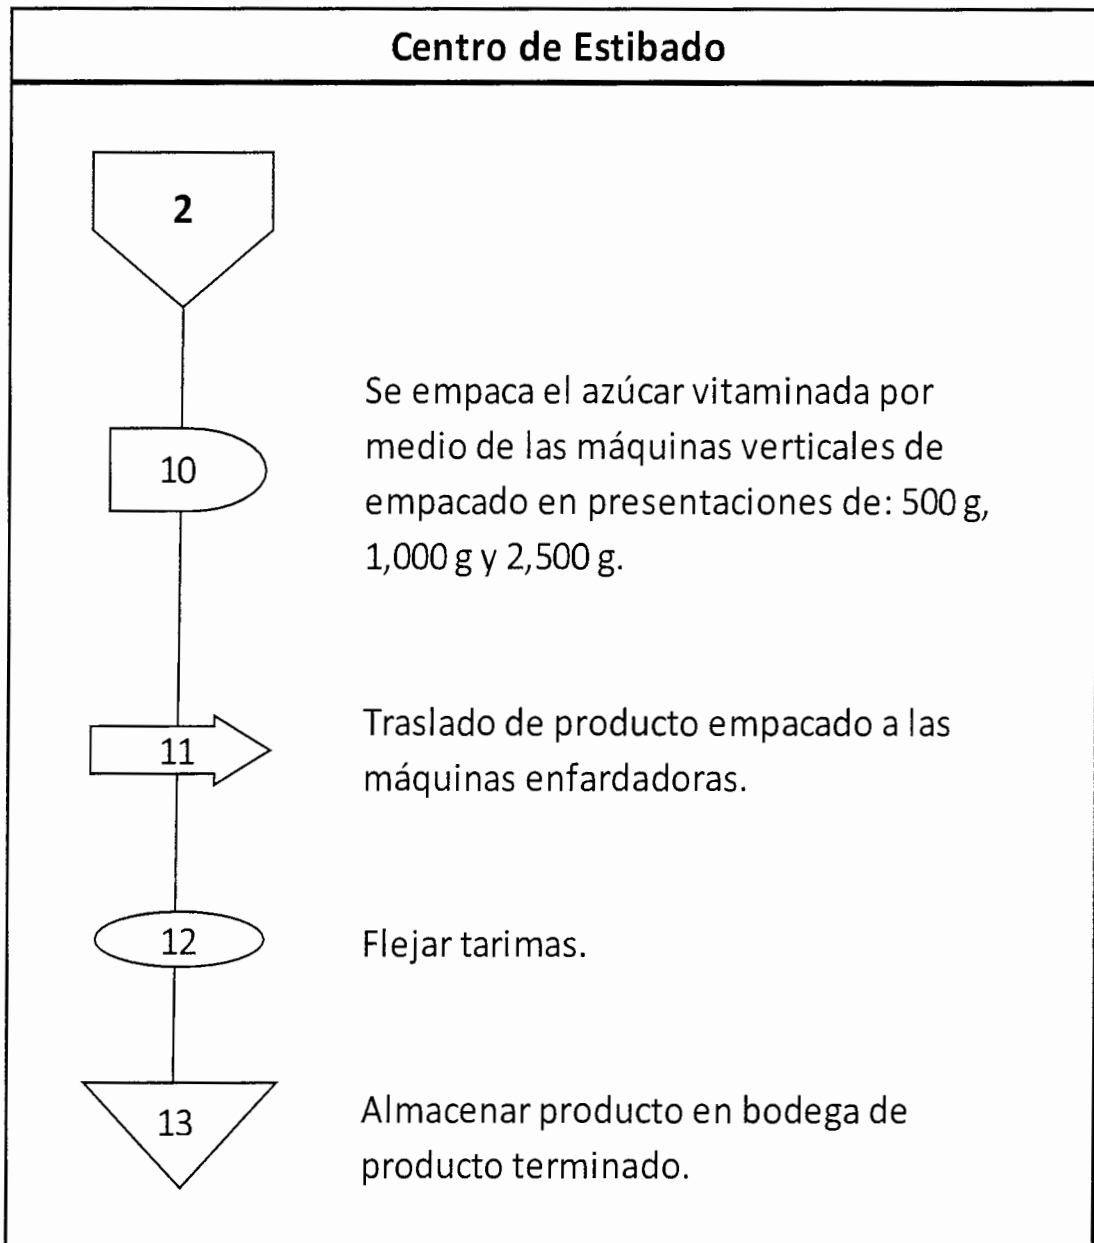 Centro de Estibado
2
10
Se empaca el azúcar vitaminada por
medio de las máquinas verticales de
empacado en presentaciones de: 500 g,
1,000 g y 2,500 g.
11
Traslado de producto empacado a las
máquinas enfardadoras.
12
Flejar tarimas.
13
Almacenar producto en bodega de
producto terminado.